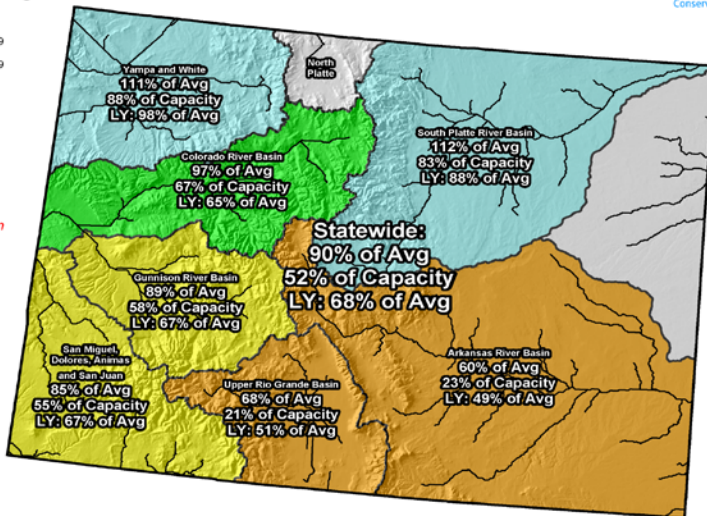 Conserv
9
9
Yampa and White
111% of Avg
88% of Capacity
LY: 98% of Avg
North
Platte
South Platte River Basin
112% of Avg
83% of Capacity
LY: 88% of Avg
Colorado River Basin
97% of Avg
67% of Capacity
LY: 65% of Avg
n
Statewide:
90% of Avg
52% of Capacity
LY: 68% of Avg
Gunnison River Basin
89% of Avg
58% of Capacity
LY: 67% of Avg
San Miguel,
Dolores, Animas
and San Juan
85% of Avg
55% of Capacity
LY: 67% of Avg
Upper Rio Grande Basin
68% of Avg
21% of Capacity
LY: 51% of Avg
Arkansas River Basin
60% of Avg
23% of Capacity
LY: 49% of Avg